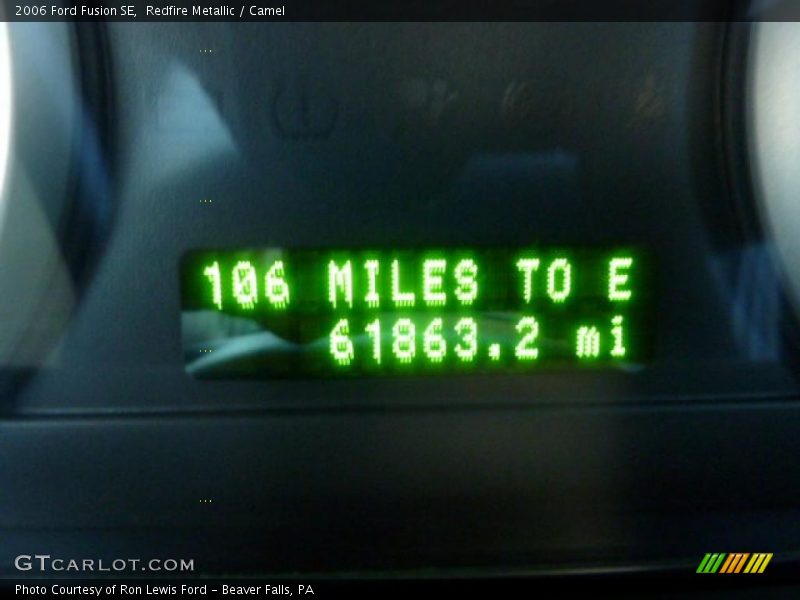 2006 Ford Fusion SE,  Redfire Metallic / Camel
106 MILES TO E
61863.2 mi
GTCARLOT.COM
Photo Courtesy of Ron Lewis Ford – Beaver Falls, PA